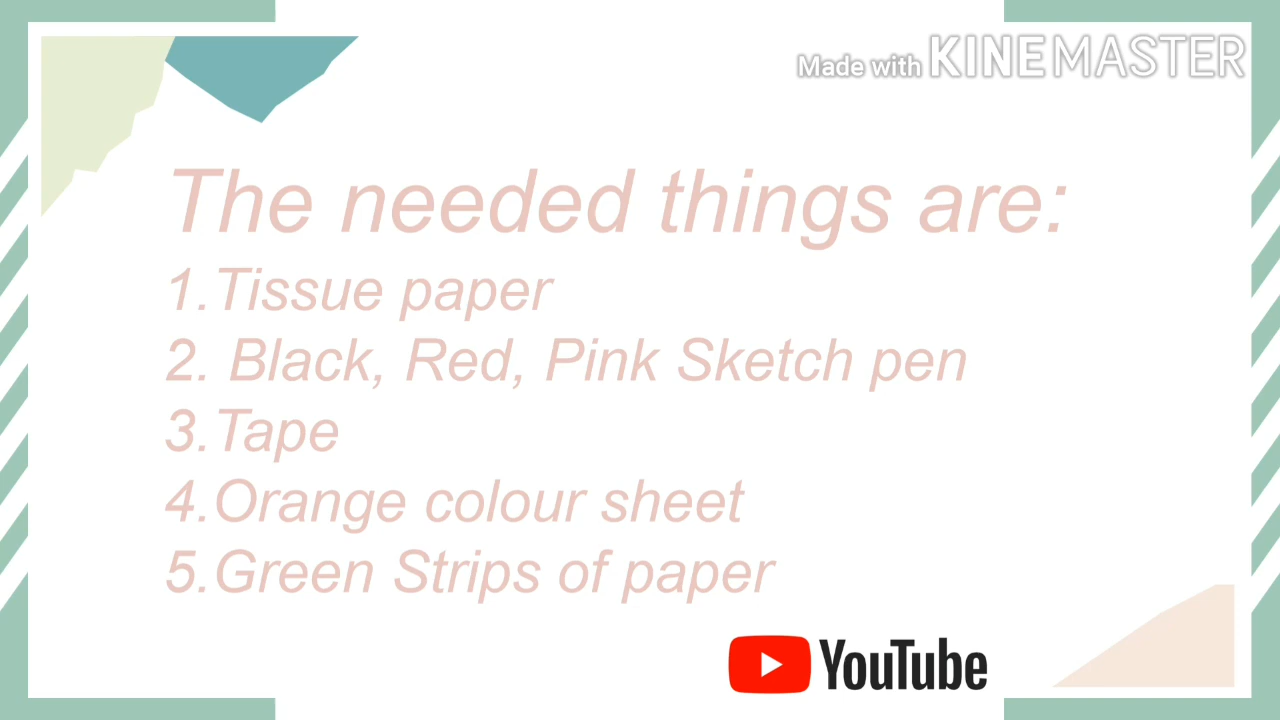 Made with KINEMASTER
The needed things are:
1.Tissue paper
2. Black, Red, Pink Sketch pen
3.Tape
4.Orange colour sheet
5.Green Strips of paper
YouTube